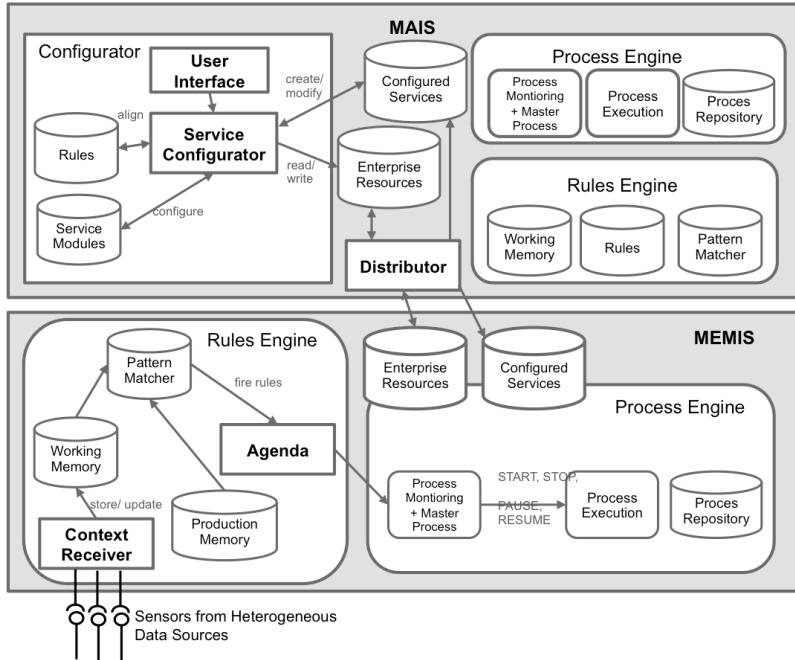 MAIS
Configurator
User
Interface
create/
modify
Configured
Services
align
Rules
Service
Configurator
read/
write
Enterprise
Resources
Service
Modules
configure
Distributor
Process Engine
Process
Montioring
+ Master
Process
Process
Execution
Proces
Repository
Rules Engine
Working
Memory
Rules
Pattern
Matcher
MEMIS
Rules Engine
Pattern
Matcher
fire rules
Agenda
Working
Memory
store/ update
Production
Memory
Context
Receiver
Enterprise
Resources
Configured
Services
Process Engine
Process
Montioring
+ Master
Process
START, STOP,
PAUSE,
RESUME
Process
Execution
Proces
Repository
Sensors from Heterogeneous
Data Sources